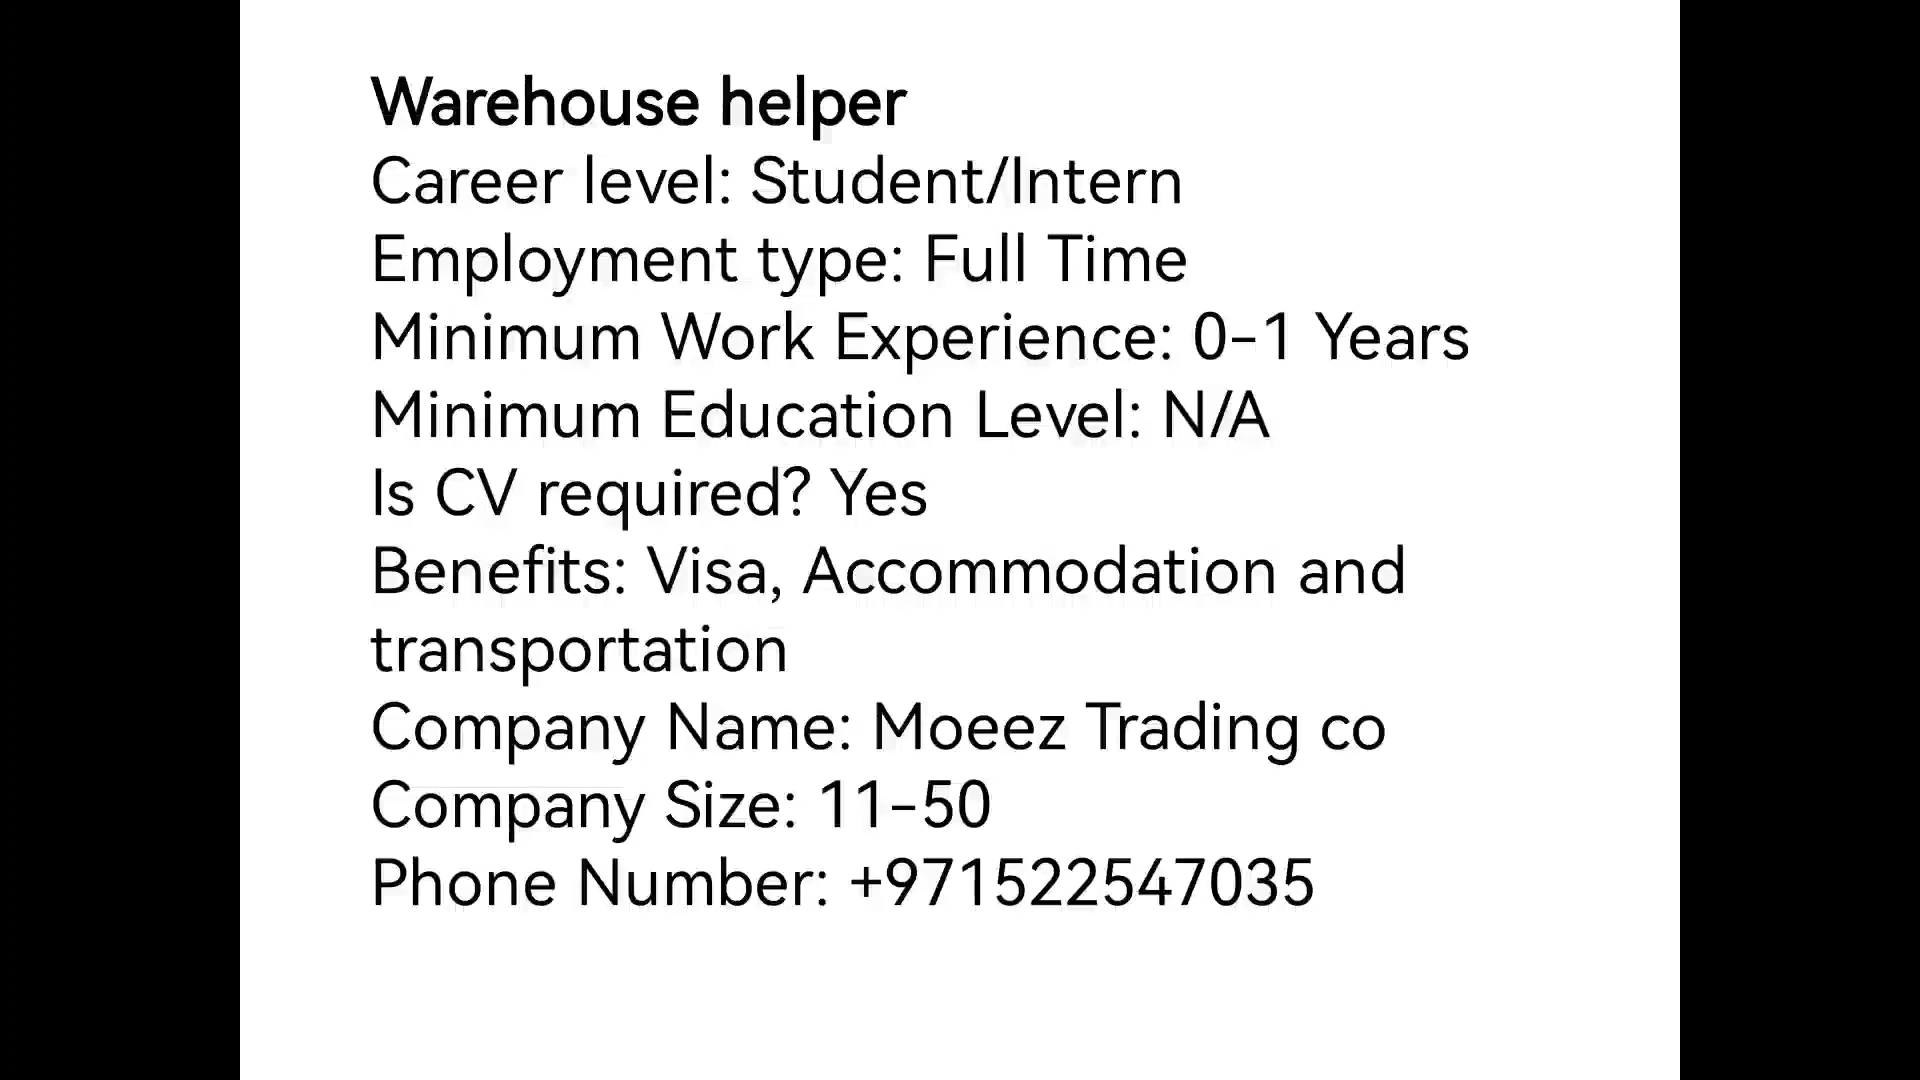 Warehouse helper
Career level: Student/Intern
Employment type: Full Time
Minimum Work Experience: 0-1 Years
Minimum Education Level: N/A
Is CV required? Yes
Benefits: Visa, Accommodation and
transportation
Company Name: Moeez Trading co
Company Size: 11-50
Phone Number: +971522547035